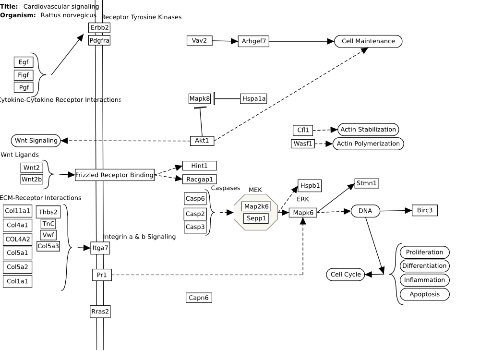 Title: Cardiovascular signaling
Organism: Rattus norvegicus
Receptor Tyrosine Kinases
Erbb2
Pdgfra
Vav2
Arhgef7
Cell Maintenance
Egf
Figf
Pgf
Cytokine-Cytokine Receptor Interactions
Mapk8
Hspa1a
Wnt Signaling
Akt1
Cfl1
Actin Stabilization
Wasf1
Actin Polymerization
Wnt Ligands
Wnt2
Wnt2b
Frizzed Receptor Binding
Hint1
Racgap1
Caspases
MEK
Casp6
Casp2
Casp3
Map2k6
Sepp1
Hspb1
ERK
Mapk6
Stmn1
DNA
Birc3
ECM-Receptor Interactions
Col11a1
Col4a1
COL4A2
Col5a1
Col5a2
Col1a1
Thbs2
TnC
Vwf
Col5a3
Integrin a & b Signaling
Itga7
Pr1
Rras2
Capn6
Cell Cycle
Proliferation
Differentiation
Inflammation
Apoptosis